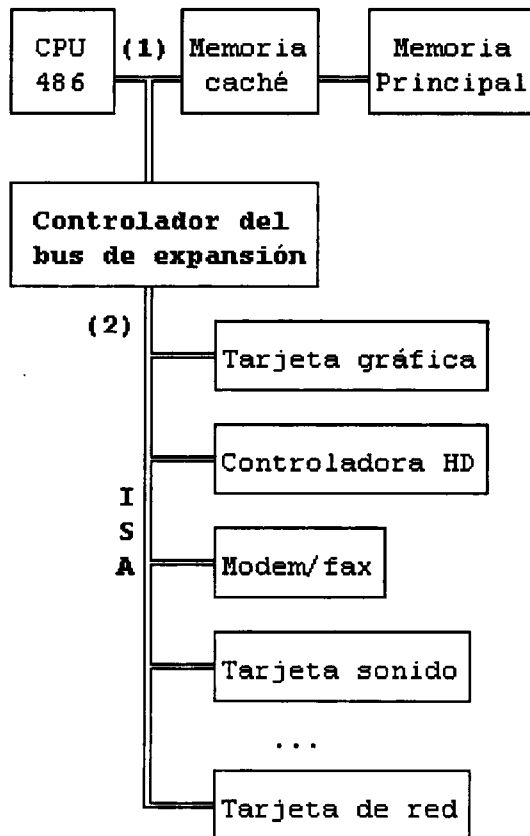 CPU
486
(1)
Memoria
caché
Memoria
Principal
Controlador del
bus de expansión
(2)
I
S
A
Tarjeta gráfica
Controladora HD
Modem/fax
Tarjeta sonido
...
Tarjeta de red